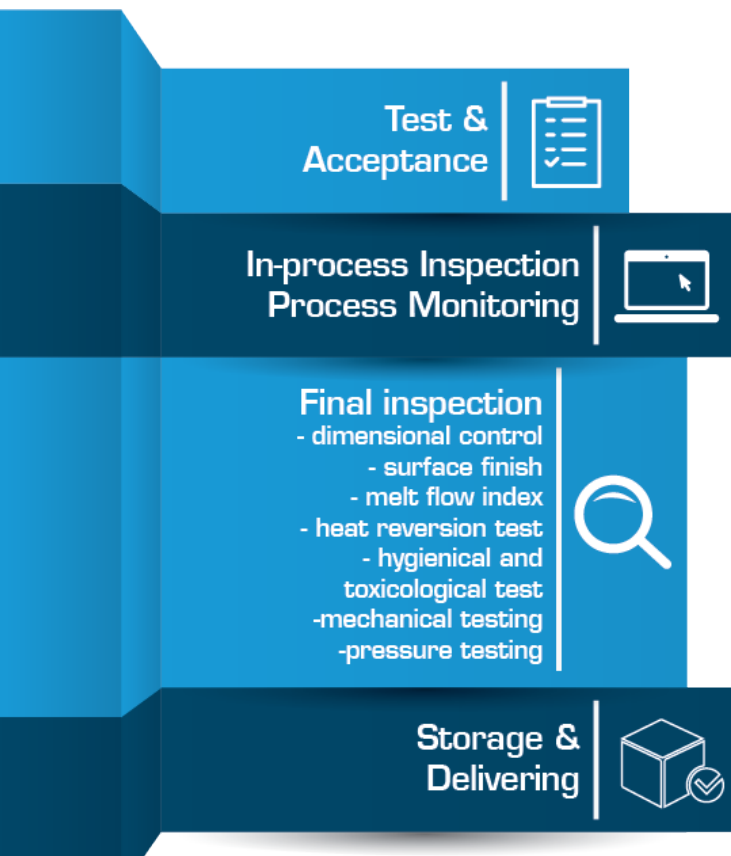 Test &
Acceptance
In-process Inspection
Process Monitoring
Final inspection
- dimensional control
- surface finish
- melt flow index
- heat reversion test
- hygienical and
toxicological test
-mechanical testing
-pressure testing
Storage &
Delivering